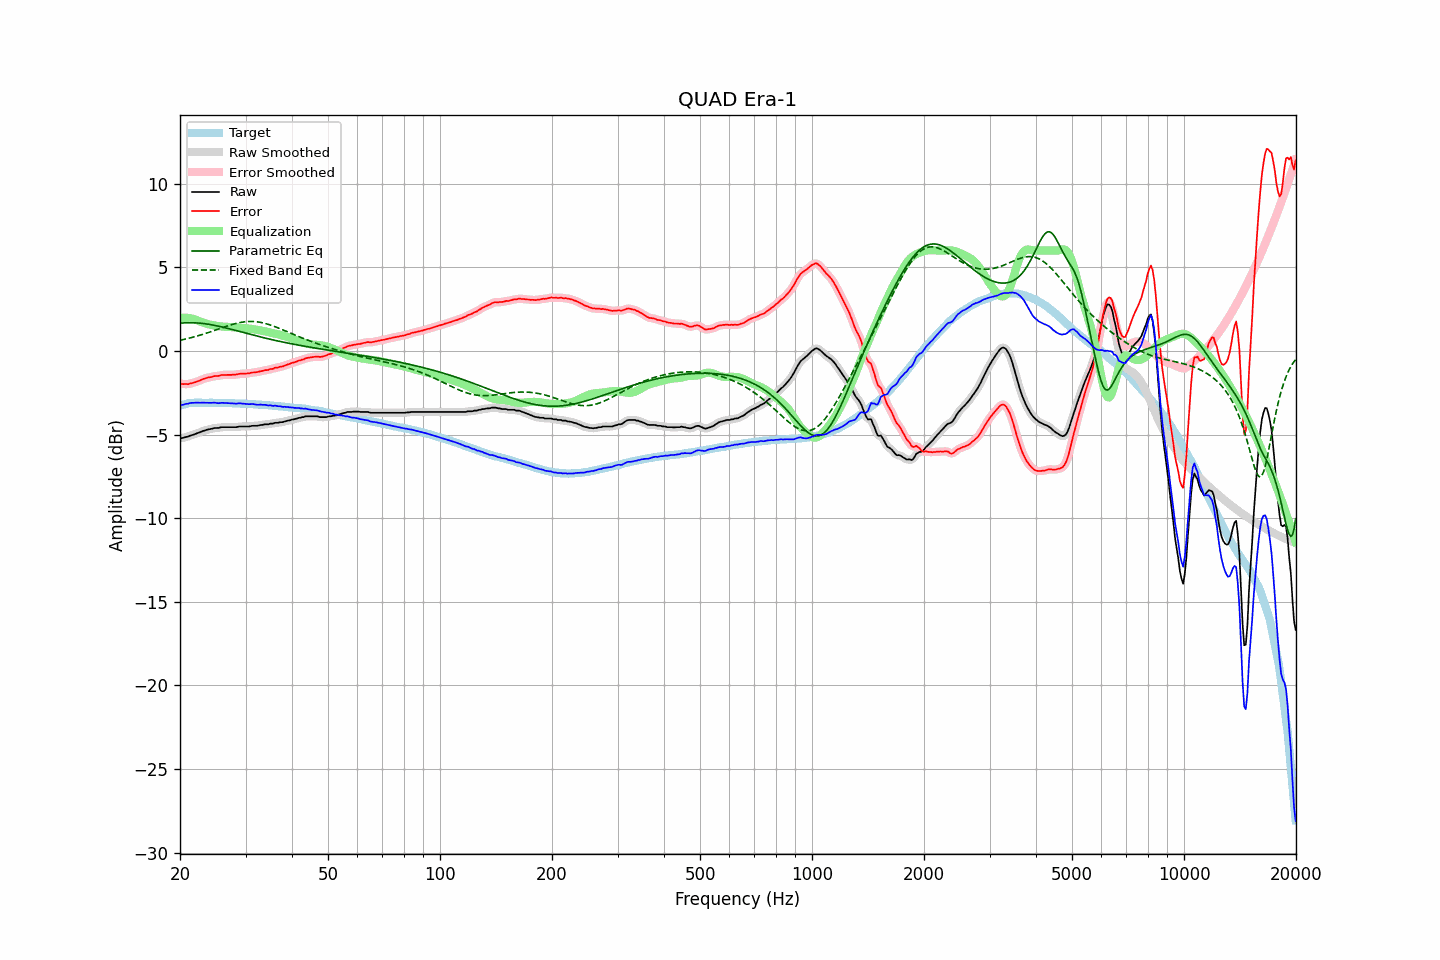 QUAD Era-1
Target
Raw Smoothed
Error Smoothed
Raw
Error
Equalization
Parametric Eq
Fixed Band Eq
Equalized
10
5
0
−5
−10
−15
−20
−25
−30
Amplitude (dBr)
20
50
100
200
500
1000
2000
5000
10000
20000
Frequency (Hz)